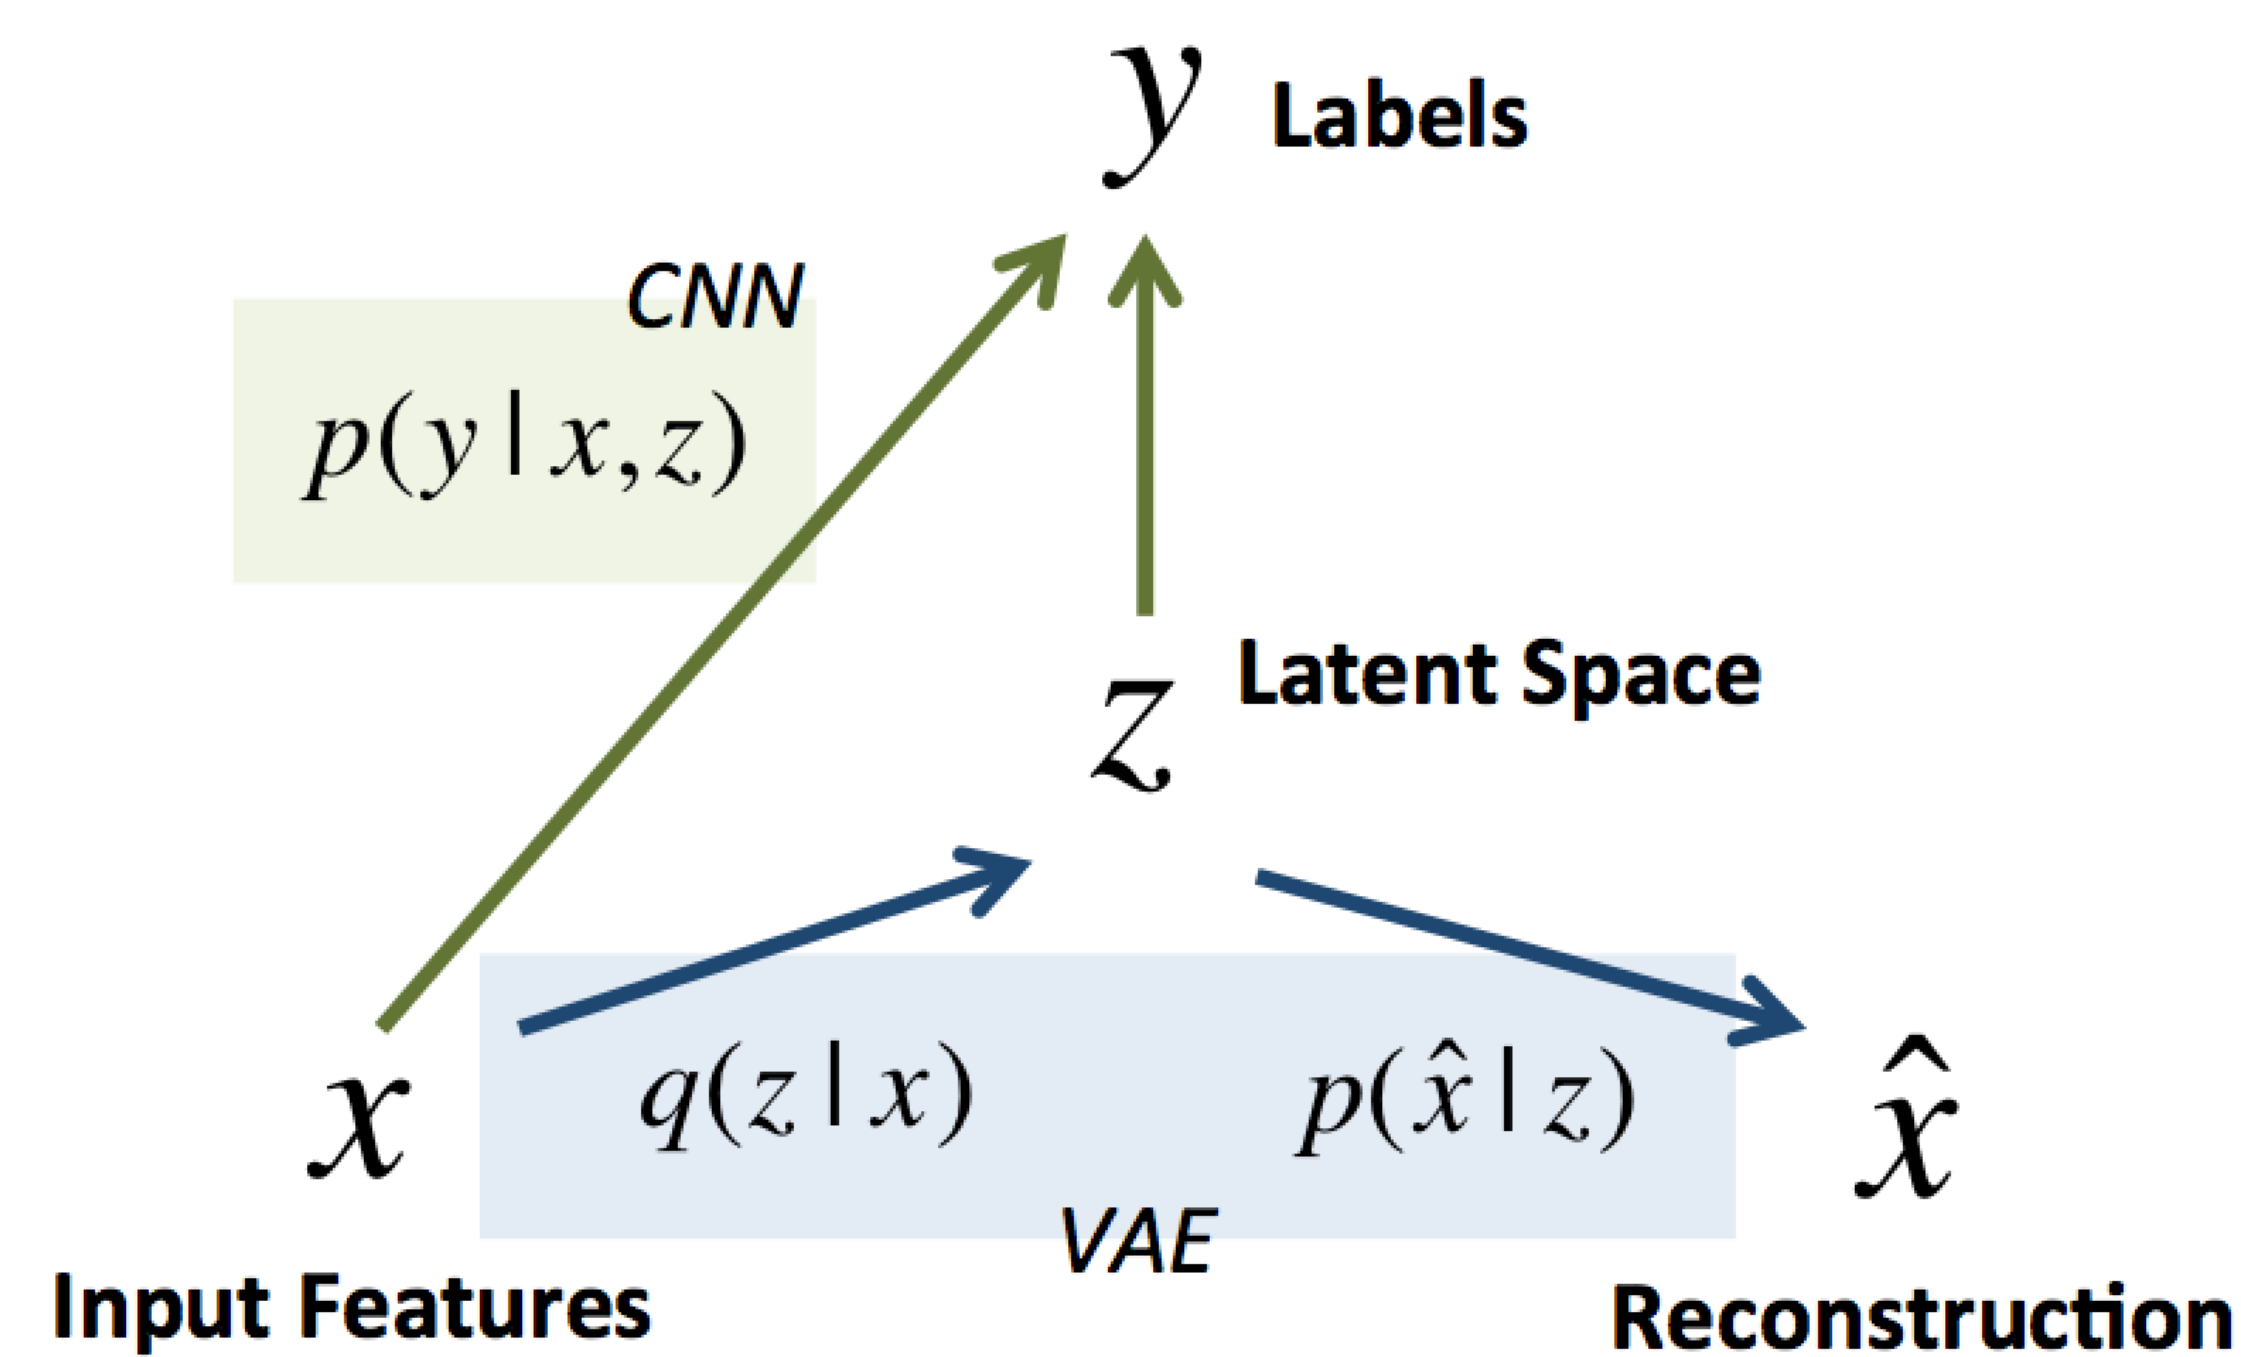 y Labels
CNN
p(y|x,z)
z Latent Space
q(z|x) p(x̂|z)
x x̂
VAE
Input Features Reconstruction